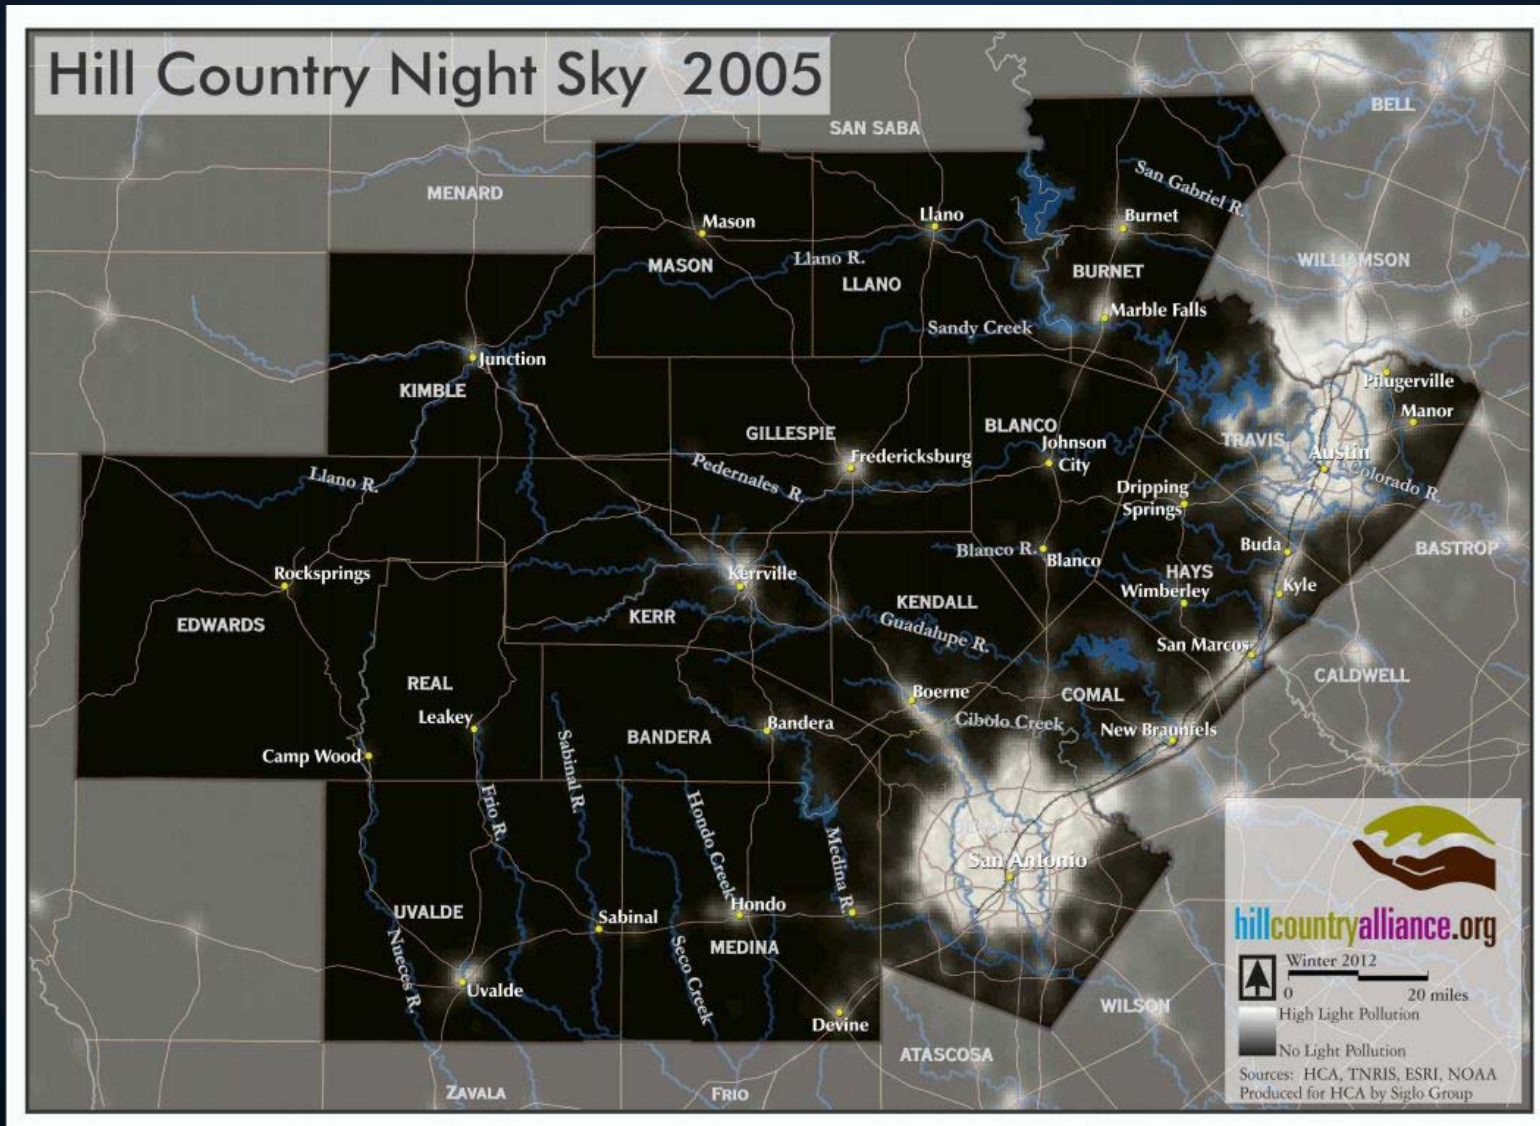 Hill Country Night Sky 2005
BELL
SAN SABA
San Gabriel R.
MENARD
Mason
Llano
Burnet
MASON
Llano R.
LLANO
BURNET
WILLIAMSON
Marble Falls
Sandy Creek
Junction
KIMBLE
Pflugerville
Manor
GILLESPIE
BLANCO
Johnson
City
TRAVIS
Austin
Fredericksburg
Pedernales R.
Llano R.
Colorado R.
Dripping
Springs
Blanco R.
Blanco
Buda
BASTROP
Rocksprings
Kerrville
HAYS
Wimberley
Kyle
EDWARDS
KERR
KENDALL
Guadalupe R.
San Marcos
CALDWELL
REAL
Leakey
Boerne
COMAL
Bandera
BANDERA
Cibolo Creek
New Braunfels
Camp Wood
Sabinal R.
Frio R.
Hondo Creek
Medina R.
San Antonio
UVALDE
Sabinal
Hondo
MEDINA
Nueces R.
Seco Creek
Uvalde
Devine
WILSON
ATASCOSA
ZAVALA
FRIO
hillcountryalliance.org
Winter 2012
0 20 miles
High Light Pollution
No Light Pollution
Sources: HCA, TNRIS, ESRI, NOAA
Produced for HCA by Siglo Group